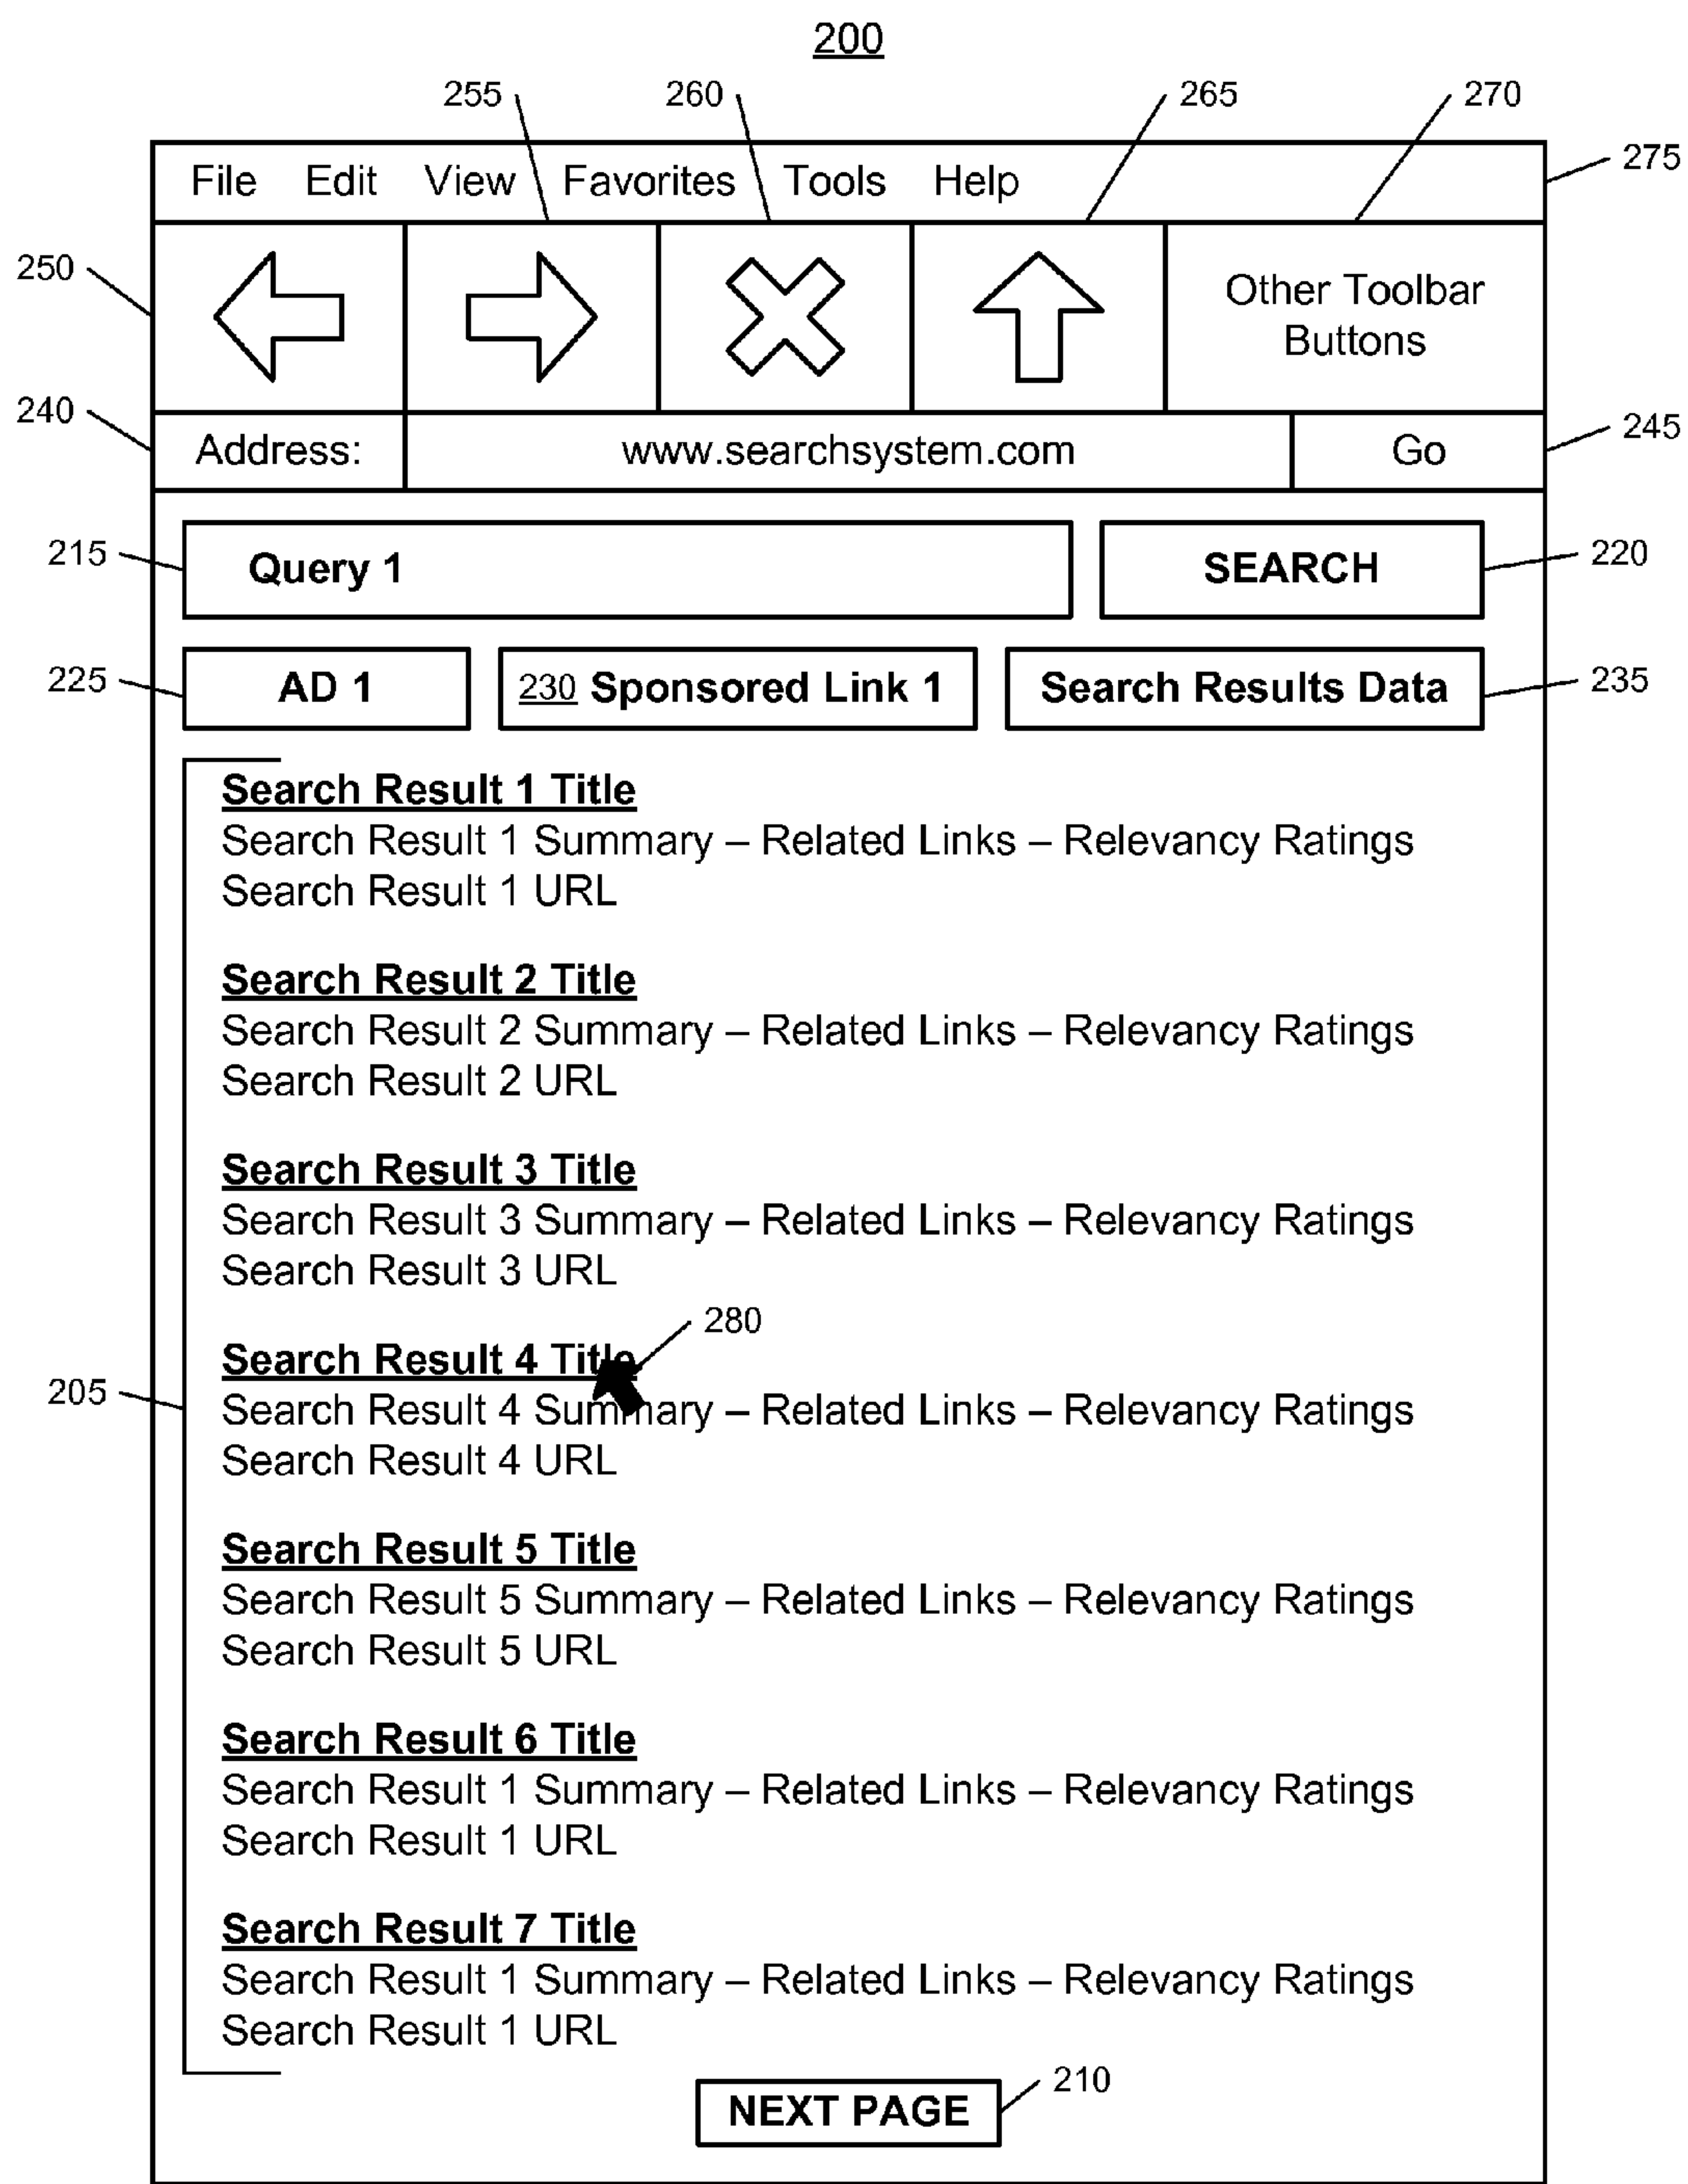 200
255 260 265 270
File Edit View Favorites Tools Help 275
250
Other Toolbar
Buttons
240 Address: www.searchsystem.com Go 245
215 Query 1 SEARCH 220
225 AD 1 230 Sponsored Link 1 Search Results Data 235
Search Result 1 Title
Search Result 1 Summary – Related Links – Relevancy Ratings
Search Result 1 URL
Search Result 2 Title
Search Result 2 Summary – Related Links – Relevancy Ratings
Search Result 2 URL
Search Result 3 Title
Search Result 3 Summary – Related Links – Relevancy Ratings
Search Result 3 URL
280
Search Result 4 Title
205 Search Result 4 Summary – Related Links – Relevancy Ratings
Search Result 4 URL
Search Result 5 Title
Search Result 5 Summary – Related Links – Relevancy Ratings
Search Result 5 URL
Search Result 6 Title
Search Result 1 Summary – Related Links – Relevancy Ratings
Search Result 1 URL
Search Result 7 Title
Search Result 1 Summary – Related Links – Relevancy Ratings
Search Result 1 URL
NEXT PAGE 210